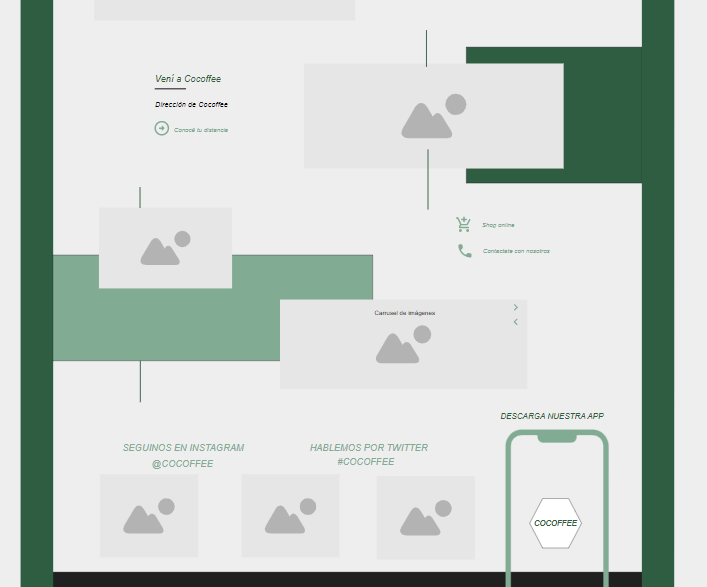 Vení a Cocoffee
Dirección de Cocoffee
Conocé tu distancia
Shop online
Contactate con nosotros
Carrusel de imágenes
DESCARGA NUESTRA APP
SEGUINOS EN INSTAGRAM
@COCOFFEE
HABLEMOS POR TWITTER
#COCOFFEE
COCOFFEE